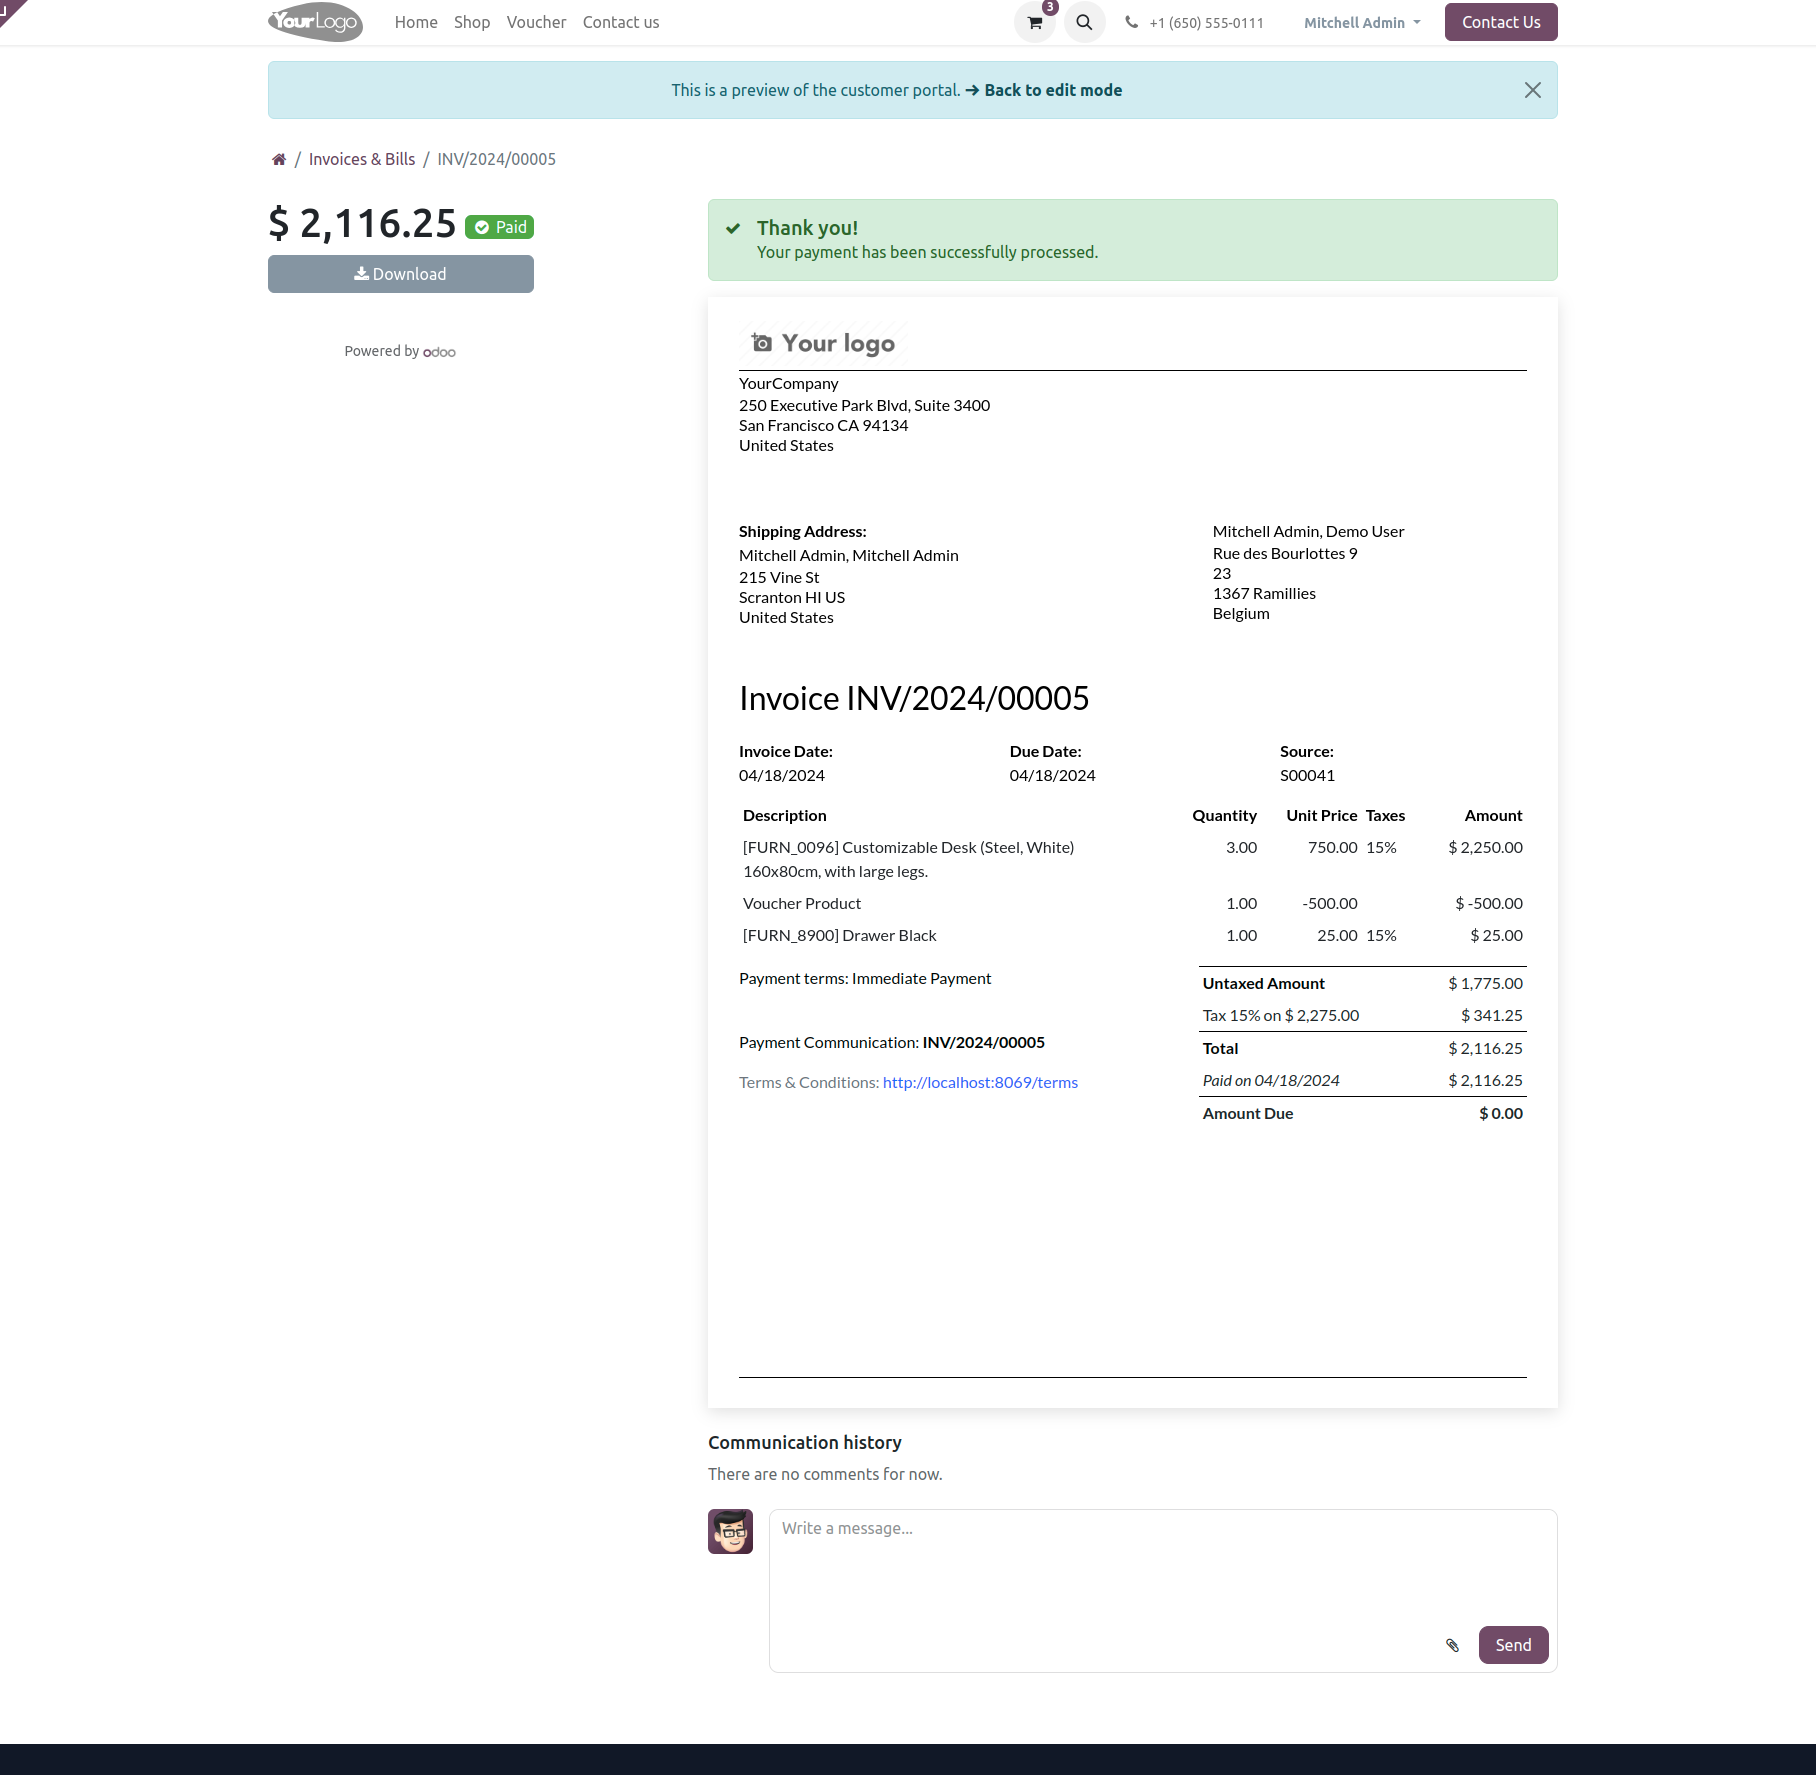 YourLogo Home Shop Voucher Contact us 3 +1 (650) 555-0111 Mitchell Admin Contact Us
This is a preview of the customer portal. Back to edit mode
/ Invoices & Bills / INV/2024/00005
$ 2,116.25 Paid
Download
Powered by odoo
Thank you!
Your payment has been successfully processed.
Your logo
YourCompany
250 Executive Park Blvd, Suite 3400
San Francisco CA 94134
United States
Shipping Address:
Mitchell Admin, Mitchell Admin
215 Vine St
Scranton HI US
United States
Mitchell Admin, Demo User
Rue des Bourlottes 9
23
1367 Ramillies
Belgium
Invoice INV/2024/00005
Invoice Date: Due Date: Source:
04/18/2024 04/18/2024 S00041
Description Quantity Unit Price Taxes Amount
[FURN_0096] Customizable Desk (Steel, White) 3.00 750.00 15% $ 2,250.00
160x80cm, with large legs.
Voucher Product 1.00 -500.00 $ -500.00
[FURN_8900] Drawer Black 1.00 25.00 15% $ 25.00
Payment terms: Immediate Payment
Payment Communication: INV/2024/00005
Terms & Conditions: http://localhost:8069/terms
Untaxed Amount $ 1,775.00
Tax 15% on $ 2,275.00 $ 341.25
Total $ 2,116.25
Paid on 04/18/2024 $ 2,116.25
Amount Due $ 0.00
Communication history
There are no comments for now.
Write a message...
Send